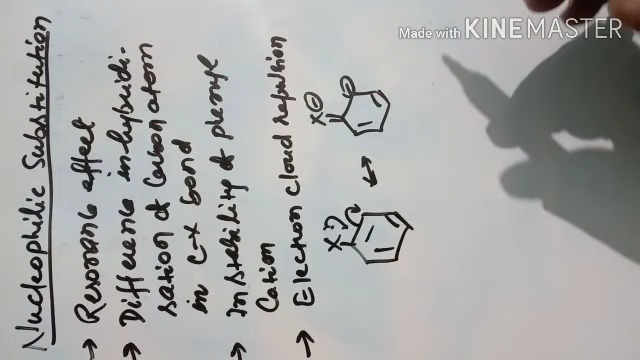 Nucleophilic Substitution
→ Resonance effect
→ Difference in hybridi-
sation of Carbon atom
in C-X bond
→ Instability of phenyl
Cation
→ Electron cloud repulsion
X
X
Made with KINEMASTER